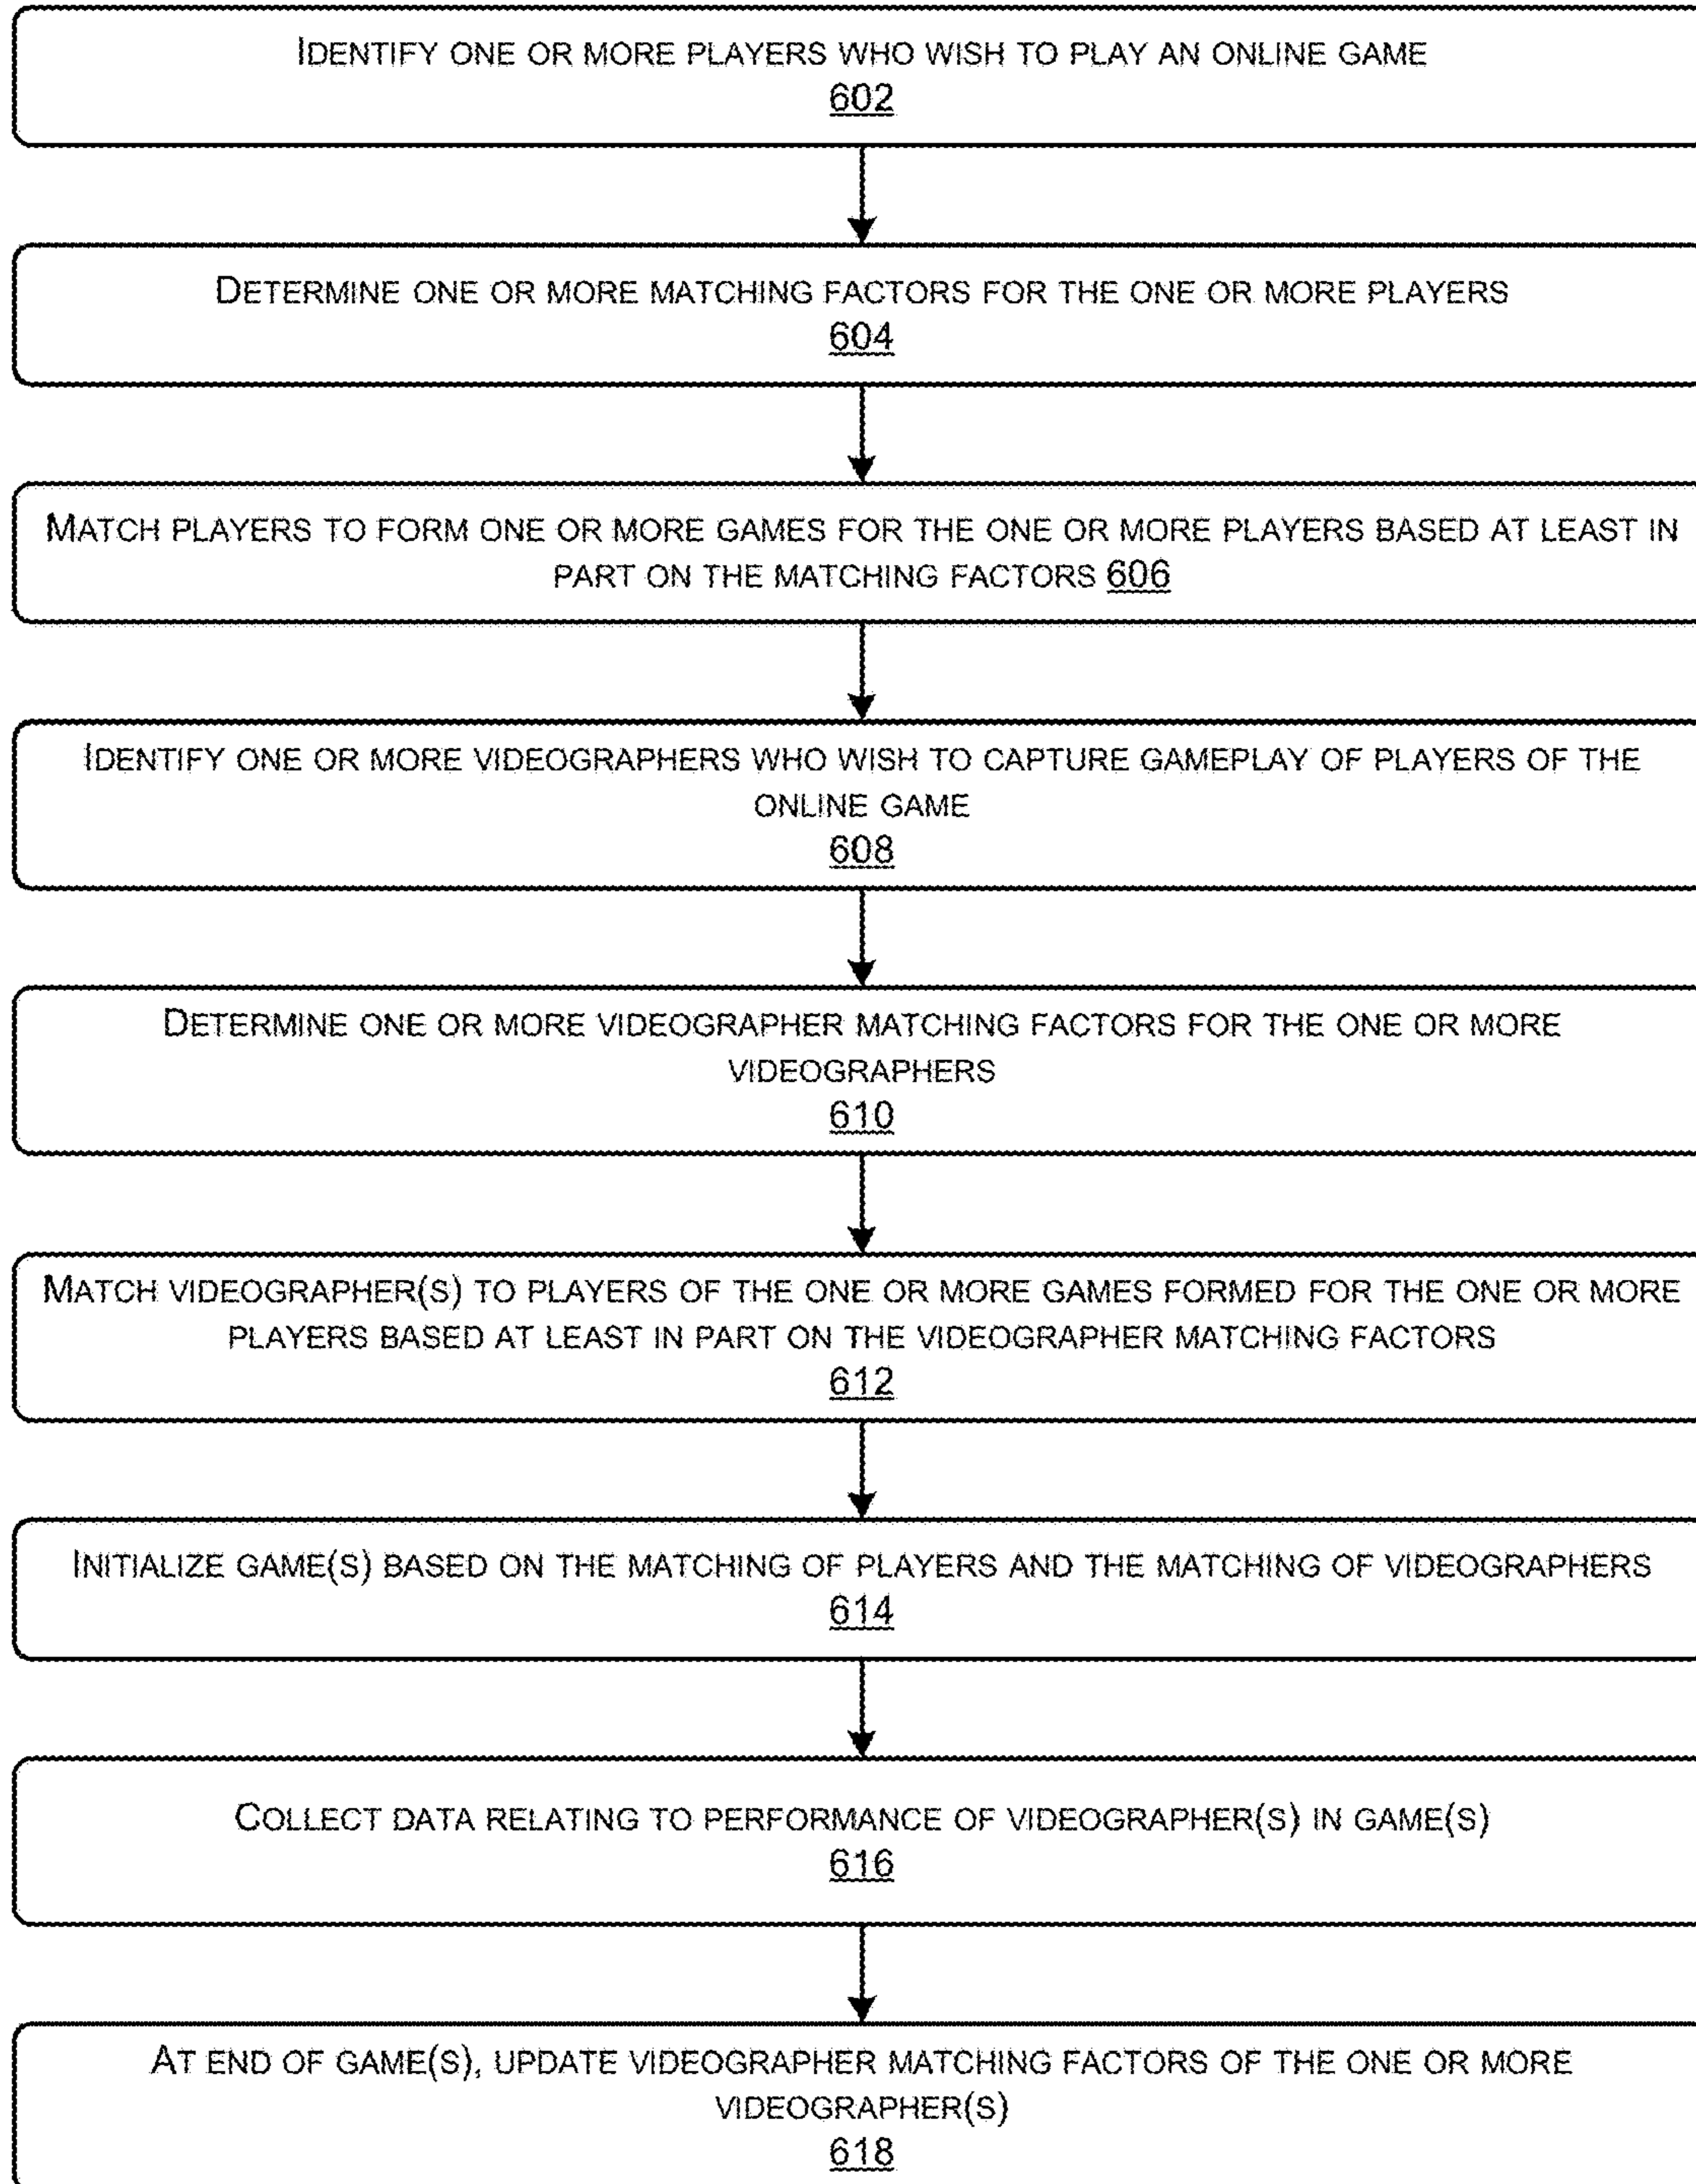 IDENTIFY ONE OR MORE PLAYERS WHO WISH TO PLAY AN ONLINE GAME
602
DETERMINE ONE OR MORE MATCHING FACTORS FOR THE ONE OR MORE PLAYERS
604
MATCH PLAYERS TO FORM ONE OR MORE GAMES FOR THE ONE OR MORE PLAYERS BASED AT LEAST IN
PART ON THE MATCHING FACTORS 606
IDENTIFY ONE OR MORE VIDEOGRAPHERS WHO WISH TO CAPTURE GAMEPLAY OF PLAYERS OF THE
ONLINE GAME
608
DETERMINE ONE OR MORE VIDEOGRAPHER MATCHING FACTORS FOR THE ONE OR MORE
VIDEOGRAPHERS
610
MATCH VIDEOGRAPHER(S) TO PLAYERS OF THE ONE OR MORE GAMES FORMED FOR THE ONE OR MORE
PLAYERS BASED AT LEAST IN PART ON THE VIDEOGRAPHER MATCHING FACTORS
612
INITIALIZE GAME(S) BASED ON THE MATCHING OF PLAYERS AND THE MATCHING OF VIDEOGRAPHERS
614
COLLECT DATA RELATING TO PERFORMANCE OF VIDEOGRAPHER(S) IN GAME(S)
616
AT END OF GAME(S), UPDATE VIDEOGRAPHER MATCHING FACTORS OF THE ONE OR MORE
VIDEOGRAPHER(S)
618